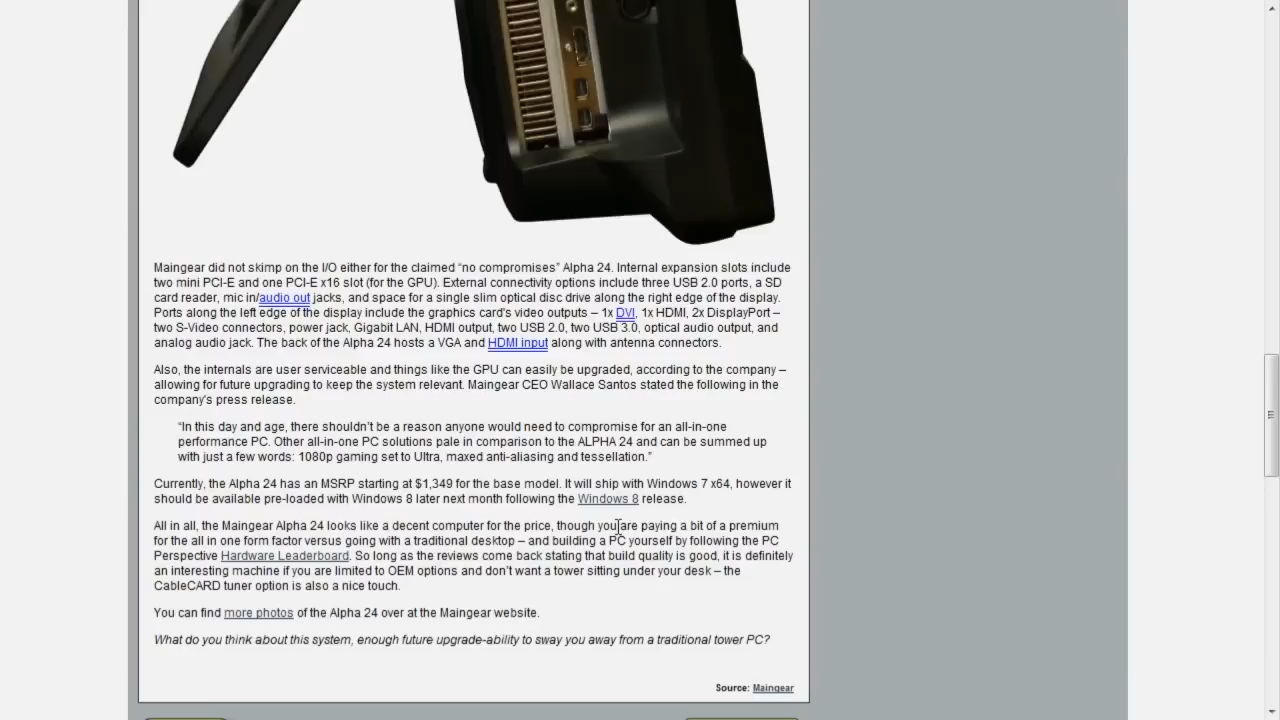 Maingear did not skimp on the I/O either for the claimed “no compromises” Alpha 24. Internal expansion slots include
two mini PCI-E and one PCI-E x16 slot (for the GPU). External connectivity options include three USB 2.0 ports, a SD
card reader, mic in/audio out jacks, and space for a single slim optical disc drive along the right edge of the display.
Ports along the left edge of the display include the graphics card's video outputs – 1x DVI, 1x HDMI, 2x DisplayPort –
two S-Video connectors, power jack, Gigabit LAN, HDMI output, two USB 2.0, two USB 3.0, optical audio output, and
analog audio jack. The back of the Alpha 24 hosts a VGA and HDMI input along with antenna connectors.
Also, the internals are user serviceable and things like the GPU can easily be upgraded, according to the company –
allowing for future upgrading to keep the system relevant. Maingear CEO Wallace Santos stated the following in the
company's press release.
“In this day and age, there shouldn’t be a reason anyone would need to compromise for an all-in-one
performance PC. Other all-in-one PC solutions pale in comparison to the ALPHA 24 and can be summed up
with just a few words: 1080p gaming set to Ultra, maxed anti-aliasing and tessellation.”
Currently, the Alpha 24 has an MSRP starting at $1,349 for the base model. It will ship with Windows 7 x64, however it
should be available pre-loaded with Windows 8 later next month following the Windows 8 release.
All in all, the Maingear Alpha 24 looks like a decent computer for the price, though you are paying a bit of a premium
for the all in one form factor versus going with a traditional desktop – and building a PC yourself by following the PC
Perspective Hardware Leaderboard. So long as the reviews come back stating that build quality is good, it is definitely
an interesting machine if you are limited to OEM options and don’t want a tower sitting under your desk – the
CableCARD tuner option is also a nice touch.
You can find more photos of the Alpha 24 over at the Maingear website.
What do you think about this system, enough future upgrade-ability to sway you away from a traditional tower PC?
Source: Maingear